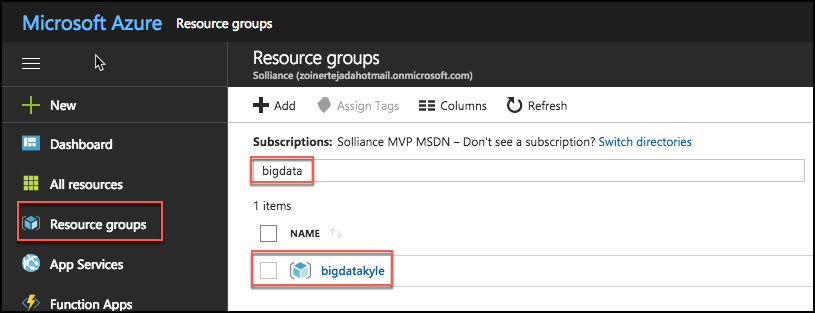 Microsoft Azure Resource groups
New
Dashboard
All resources
Resource groups
App Services
Function Apps
Resource groups
Solliance (zoinertejadahotmail.onmicrosoft.com)
Add Assign Tags Columns Refresh
Subscriptions: Solliance MVP MSDN – Don't see a subscription? Switch directories
bigdata
1 items
NAME
bigdatakyle